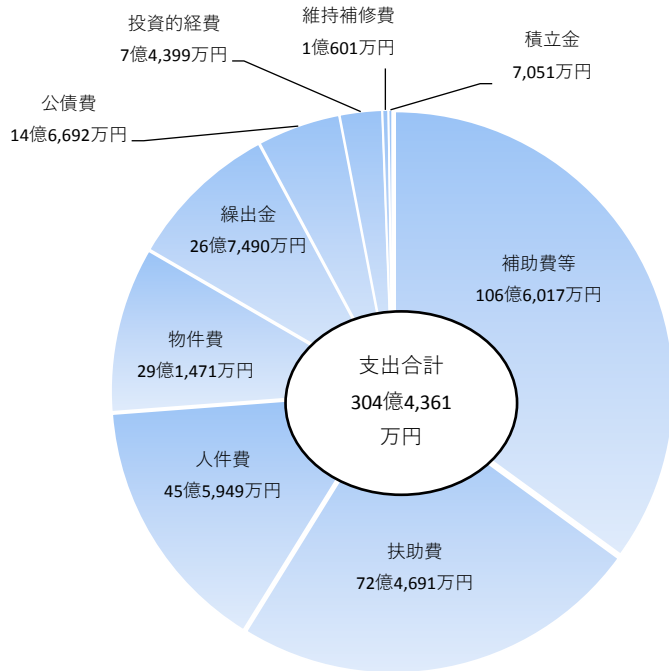 投資的経費
7億4,399万円
維持補修費
1億601万円
積立金
7,051万円
公債費
14億6,692万円
繰出金
26億7,490万円
補助費等
106億6,017万円
物件費
29億1,471万円
支出合計
304億4,361
万円
人件費
45億5,949万円
扶助費
72億4,691万円